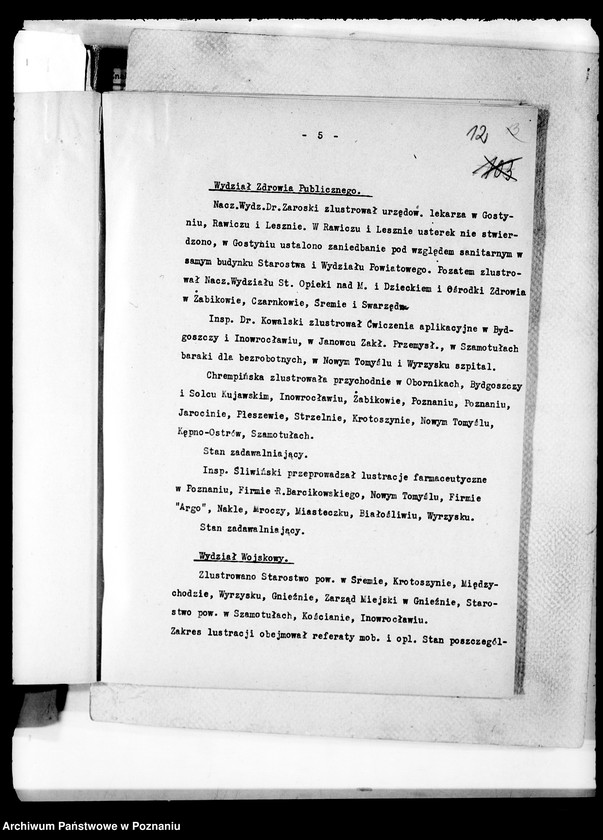 - 5 -
12
3
103
Wydział Zdrowia Publicznego.
Nacz.Wydz.Dr.Zaroski zlustrował urzędow. lekarza w Gosty-
niu, Rawiczu i Lesznie. W Rawiczu i Lesznie usterek nie stwier-
dzono, w Gostyniu ustalono zaniedbanie pod względem sanitarnym w
samym budynku Starostwa i Wydziału Powiatowego. Pozatem zlustro-
wał Nacz.Wydziału St. Opieki nad M. i Dzieckiem i Ośrodki Zdrowia
w Żabikowie, Czarnkowie, Śremie i Swarzędzu
Insp. Dr. Kowalski zlustrował Ćwiczenia aplikacyjne w Byd-
goszczy i Inowrocławiu, w Janowcu Zakł. Przemysł., w Szamotułach
baraki dla bezrobotnych, w Nowym Tomyślu i Wyrzysku szpital.
Chrempińska zlustrowała przychodnie w Obornikach, Bydgoszczy
i Solcu Kujawskim, Inowrocławiu, Żabikowie, Poznaniu, Poznaniu,
Jarocinie, Pleszewie, Strzelnie, Krotoszynie, Nowym Tomyślu,
Kępno-Ostrów, Szamotułach.
Stan zadawalniający.
Insp. Śliwiński przeprowadzał lustracje farmaceutyczne
w Poznaniu, Firmie R.Barcikowskiego, Nowym Tomyślu, Firmie
"Argo", Nakle, Mroczy, Miasteczku, Białośliwiu, Wyrzysku.
Stan zadawalniający.
Wydział Wojskowy.
Zlustrowano Starostwo pow. w Śremie, Krotoszynie, Między-
chodzie, Wyrzysku, Gnieźnie, Zarząd Miejski w Gnieźnie, Staro-
stwo pow. w Szamotułach, Kościanie, Inowrocławiu.
Zakres lustracji obejmował referaty mob. i opl. Stan poszczegól-
Archiwum Państwowe w Poznaniu